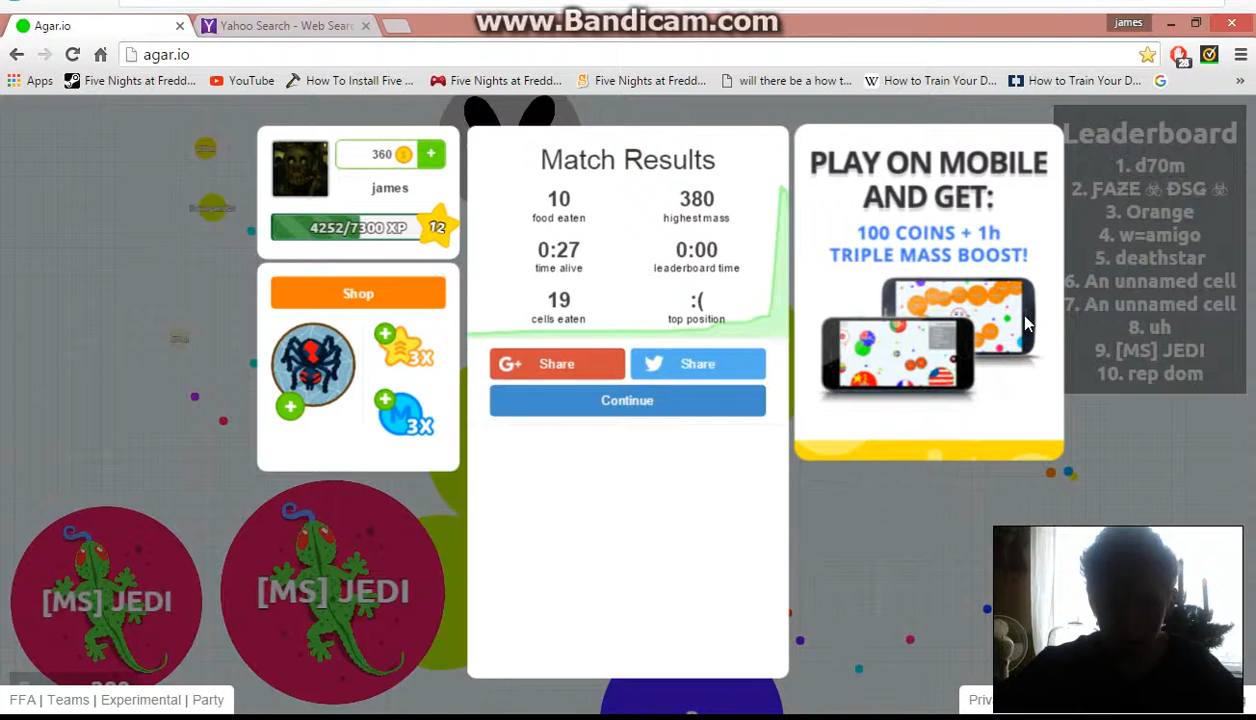 www.Bandicam.com
Agar.io
Yahoo Search - Web Searc
james
agar.io
28
Apps
Five Nights at Fredd...
YouTube
How To Install Five ...
Five Nights at Fredd...
Five Nights at Fredd...
will there be a how t...
How to Train Your D...
How to Train Your D...
360
james
4252/7300 XP
12
Shop
3X
M
3X
Match Results
10
food eaten
380
highest mass
0:27
time alive
0:00
leaderboard time
19
cells eaten
:(
top position
G+ Share
Share
Continue
PLAY ON MOBILE
AND GET:
100 COINS + 1h
TRIPLE MASS BOOST!
Leaderboard
1. d70m
2. ƑAƵE ☣ ĐSG ☣
3. Orange
4. w=amigo
5. deathstar
6. An unnamed cell
7. An unnamed cell
8. uh
9. [MS] JEDI
10. rep dom
[MS] JEDI
[MS] JEDI
FFA | Teams | Experimental | Party